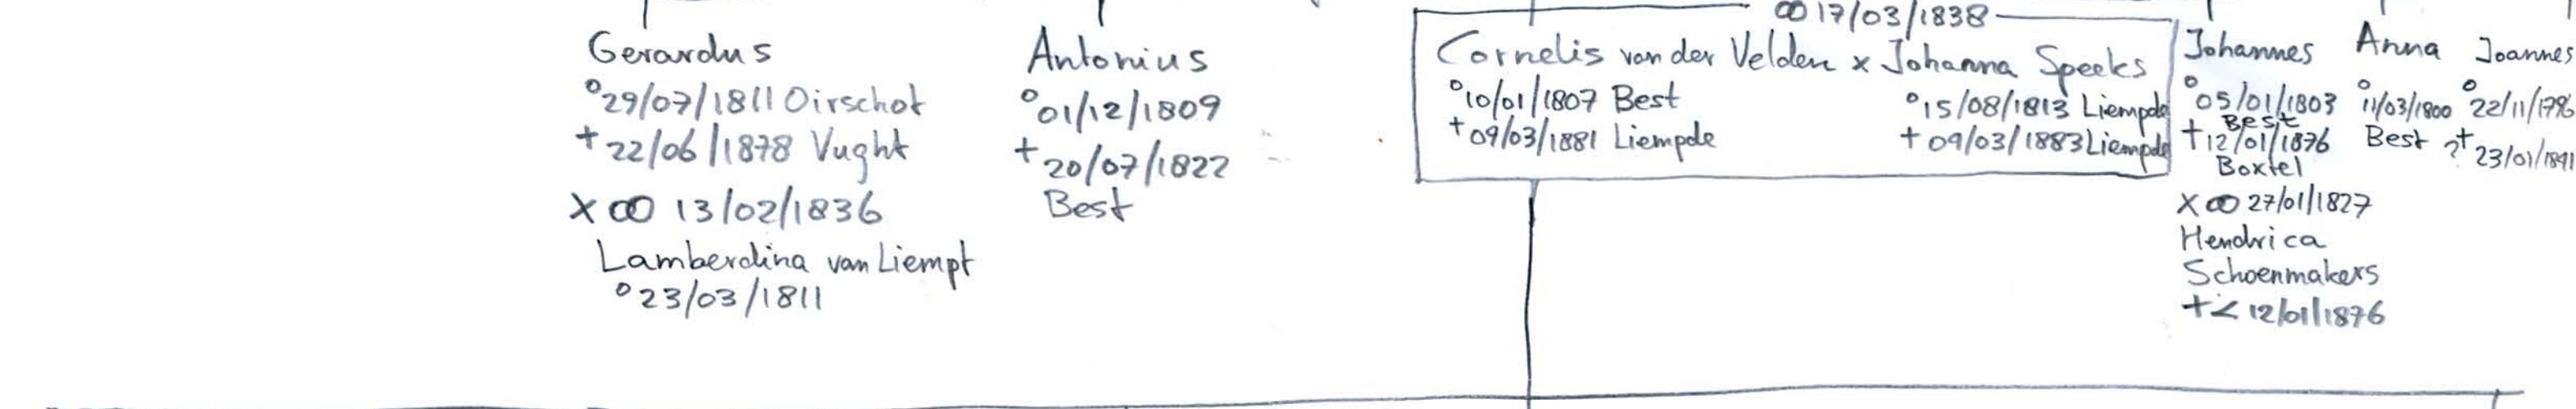 Gerardus
°29/07/1811 Oirschot
+ 22/06/1878 Vught
x ∞ 13/02/1836
Lamberdina van Liempt
°23/03/1811
Antonius
°01/12/1809
+ 20/07/1822
Best
∞ 17/03/1838
Cornelis van der Velden x Johanna Speeks
°10/01/1807 Best °15/08/1813 Liempde
+ 09/03/1881 Liempde + 09/03/1883 Liempde
Johannes
°05/01/1803
Best
+ 12/01/1876
Boxtel
x ∞ 27/01/1827
Hendrica
Schoenmakers
+ < 12/01/1876
Anna
°11/03/1800
Best
Joannes
°22/11/1796
?+ 23/01/1841